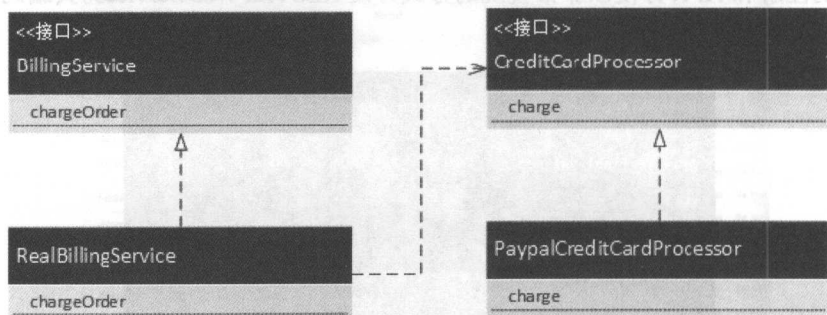 <<接口>>
BillingService
chargeOrder
<<接口>>
CreditCardProcessor
charge
RealBillingService
chargeOrder
PaypalCreditCardProcessor
charge